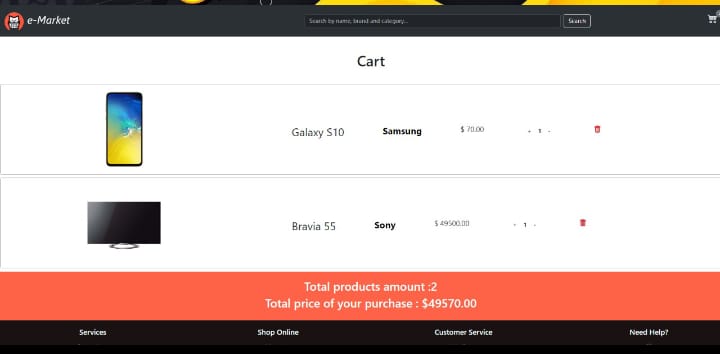 e-Market
Search by name, brand and category...
Search
Cart
Galaxy S10
Samsung
$ 70.00
+ 1 -
Bravia 55
Sony
$ 49500.00
+ 1 -
Total products amount :2
Total price of your purchase : $49570.00
Services
Shop Online
Customer Service
Need Help?